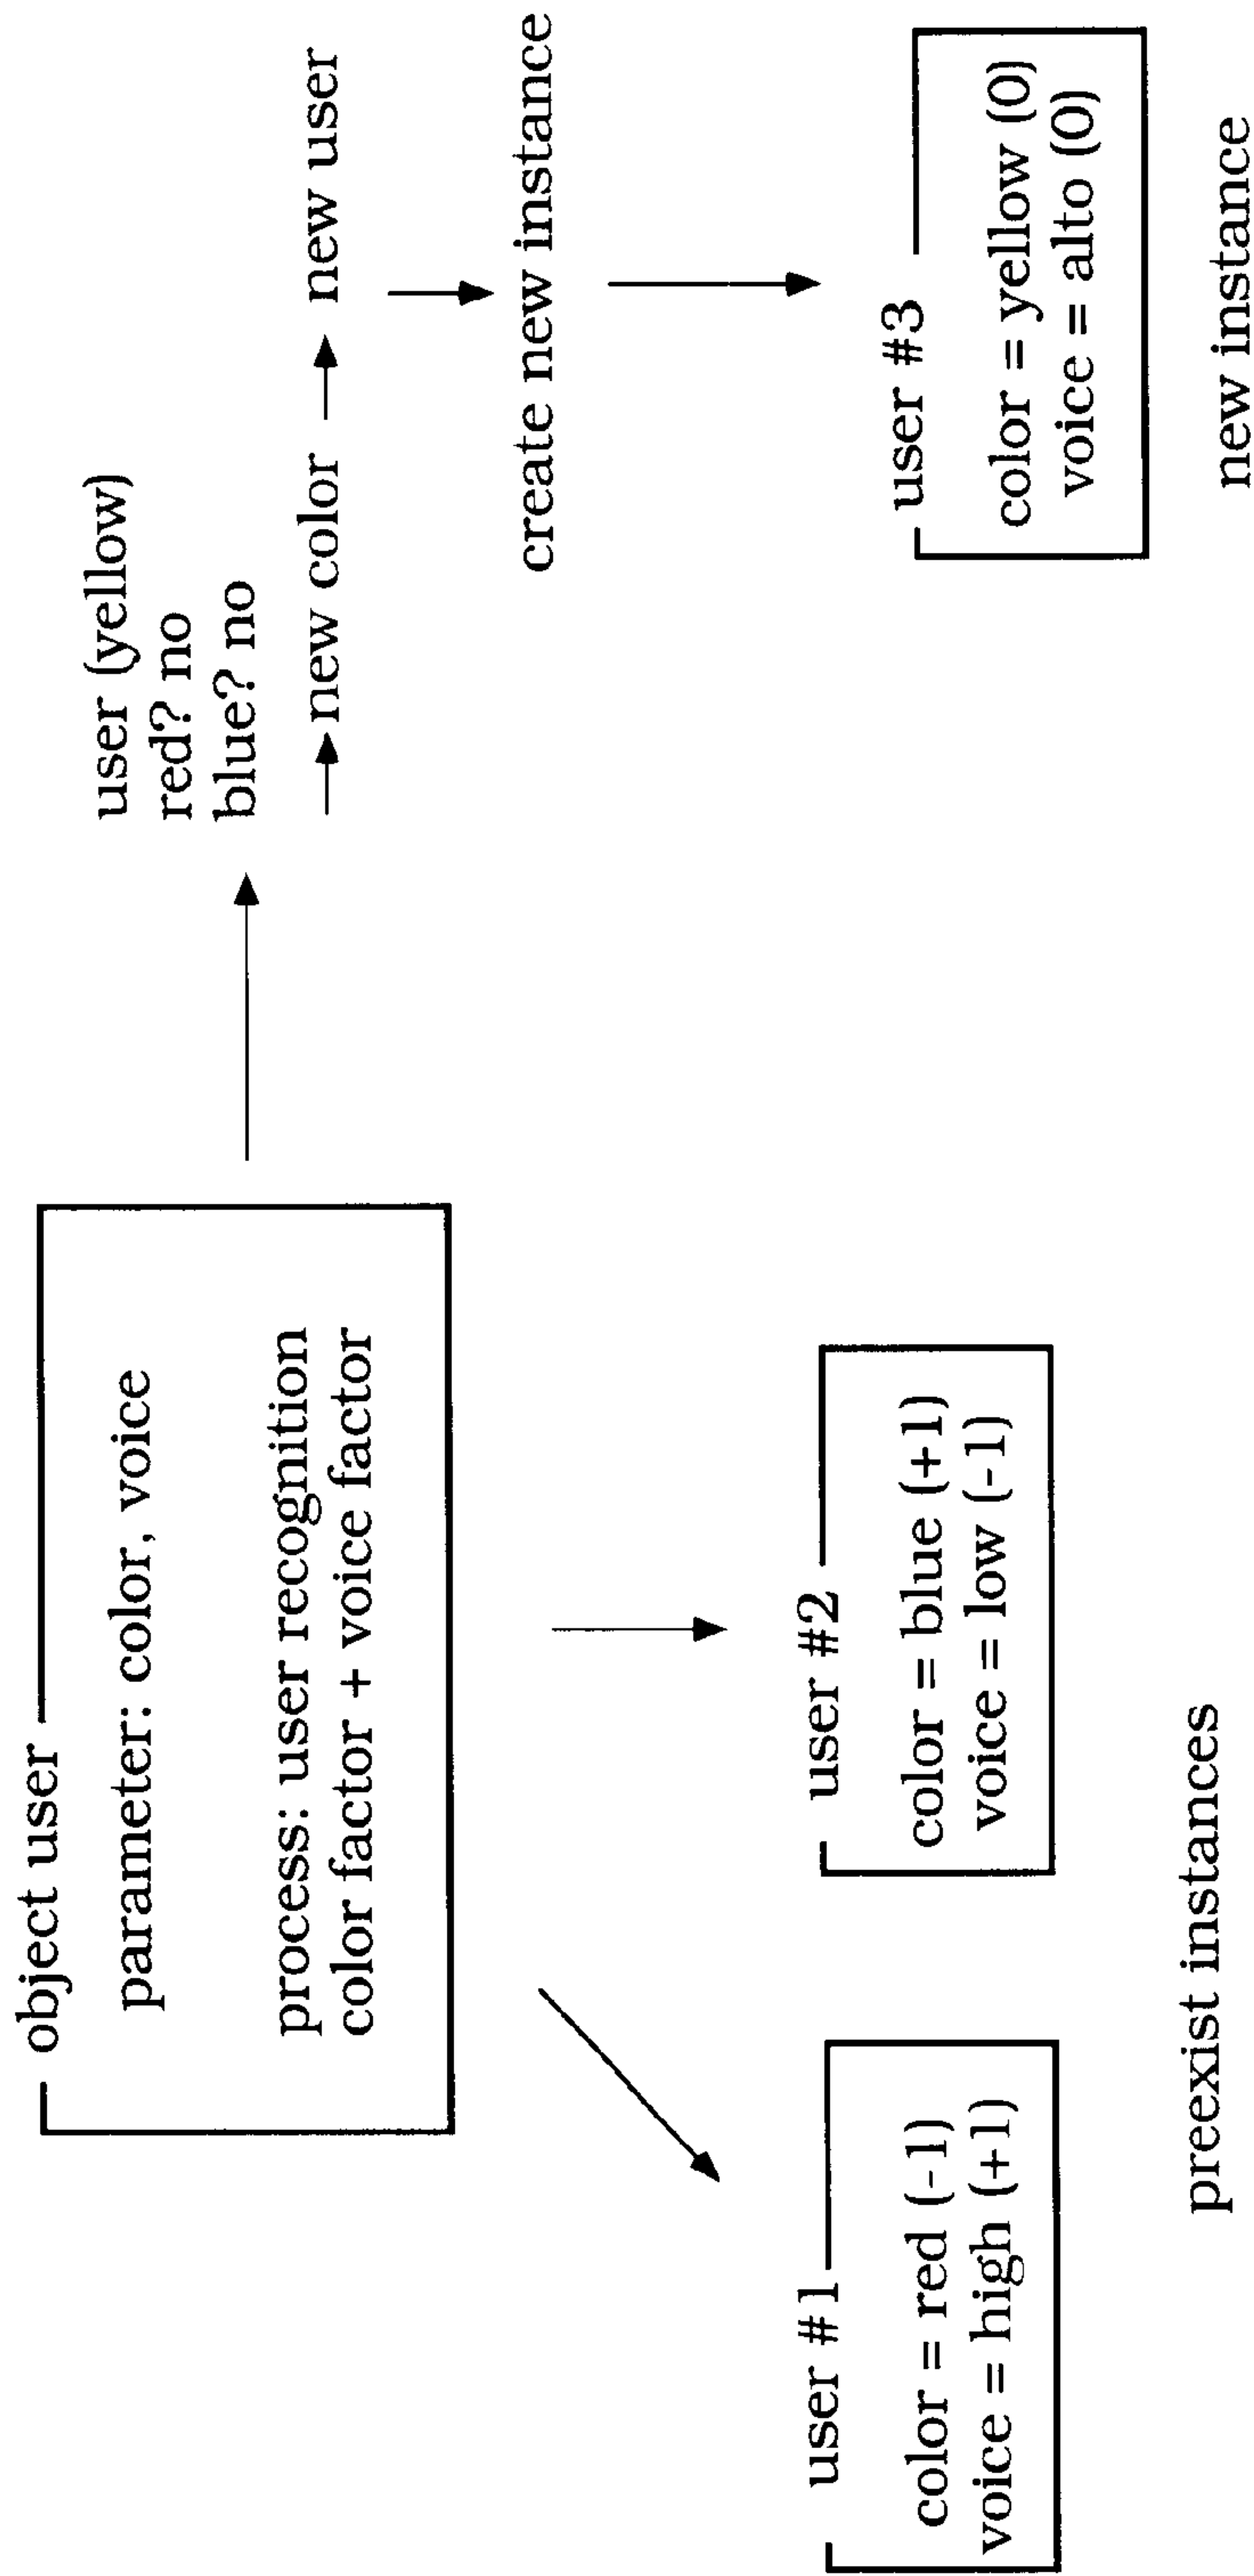 object user
parameter: color, voice
process: user recognition
color factor + voice factor
user (yellow)
red? no
blue? no
new color
new user
create new instance
user #1
color = red (-1)
voice = high (+1)
user #2
color = blue (+1)
voice = low (-1)
preexist instances
user #3
color = yellow (0)
voice = alto (0)
new instance